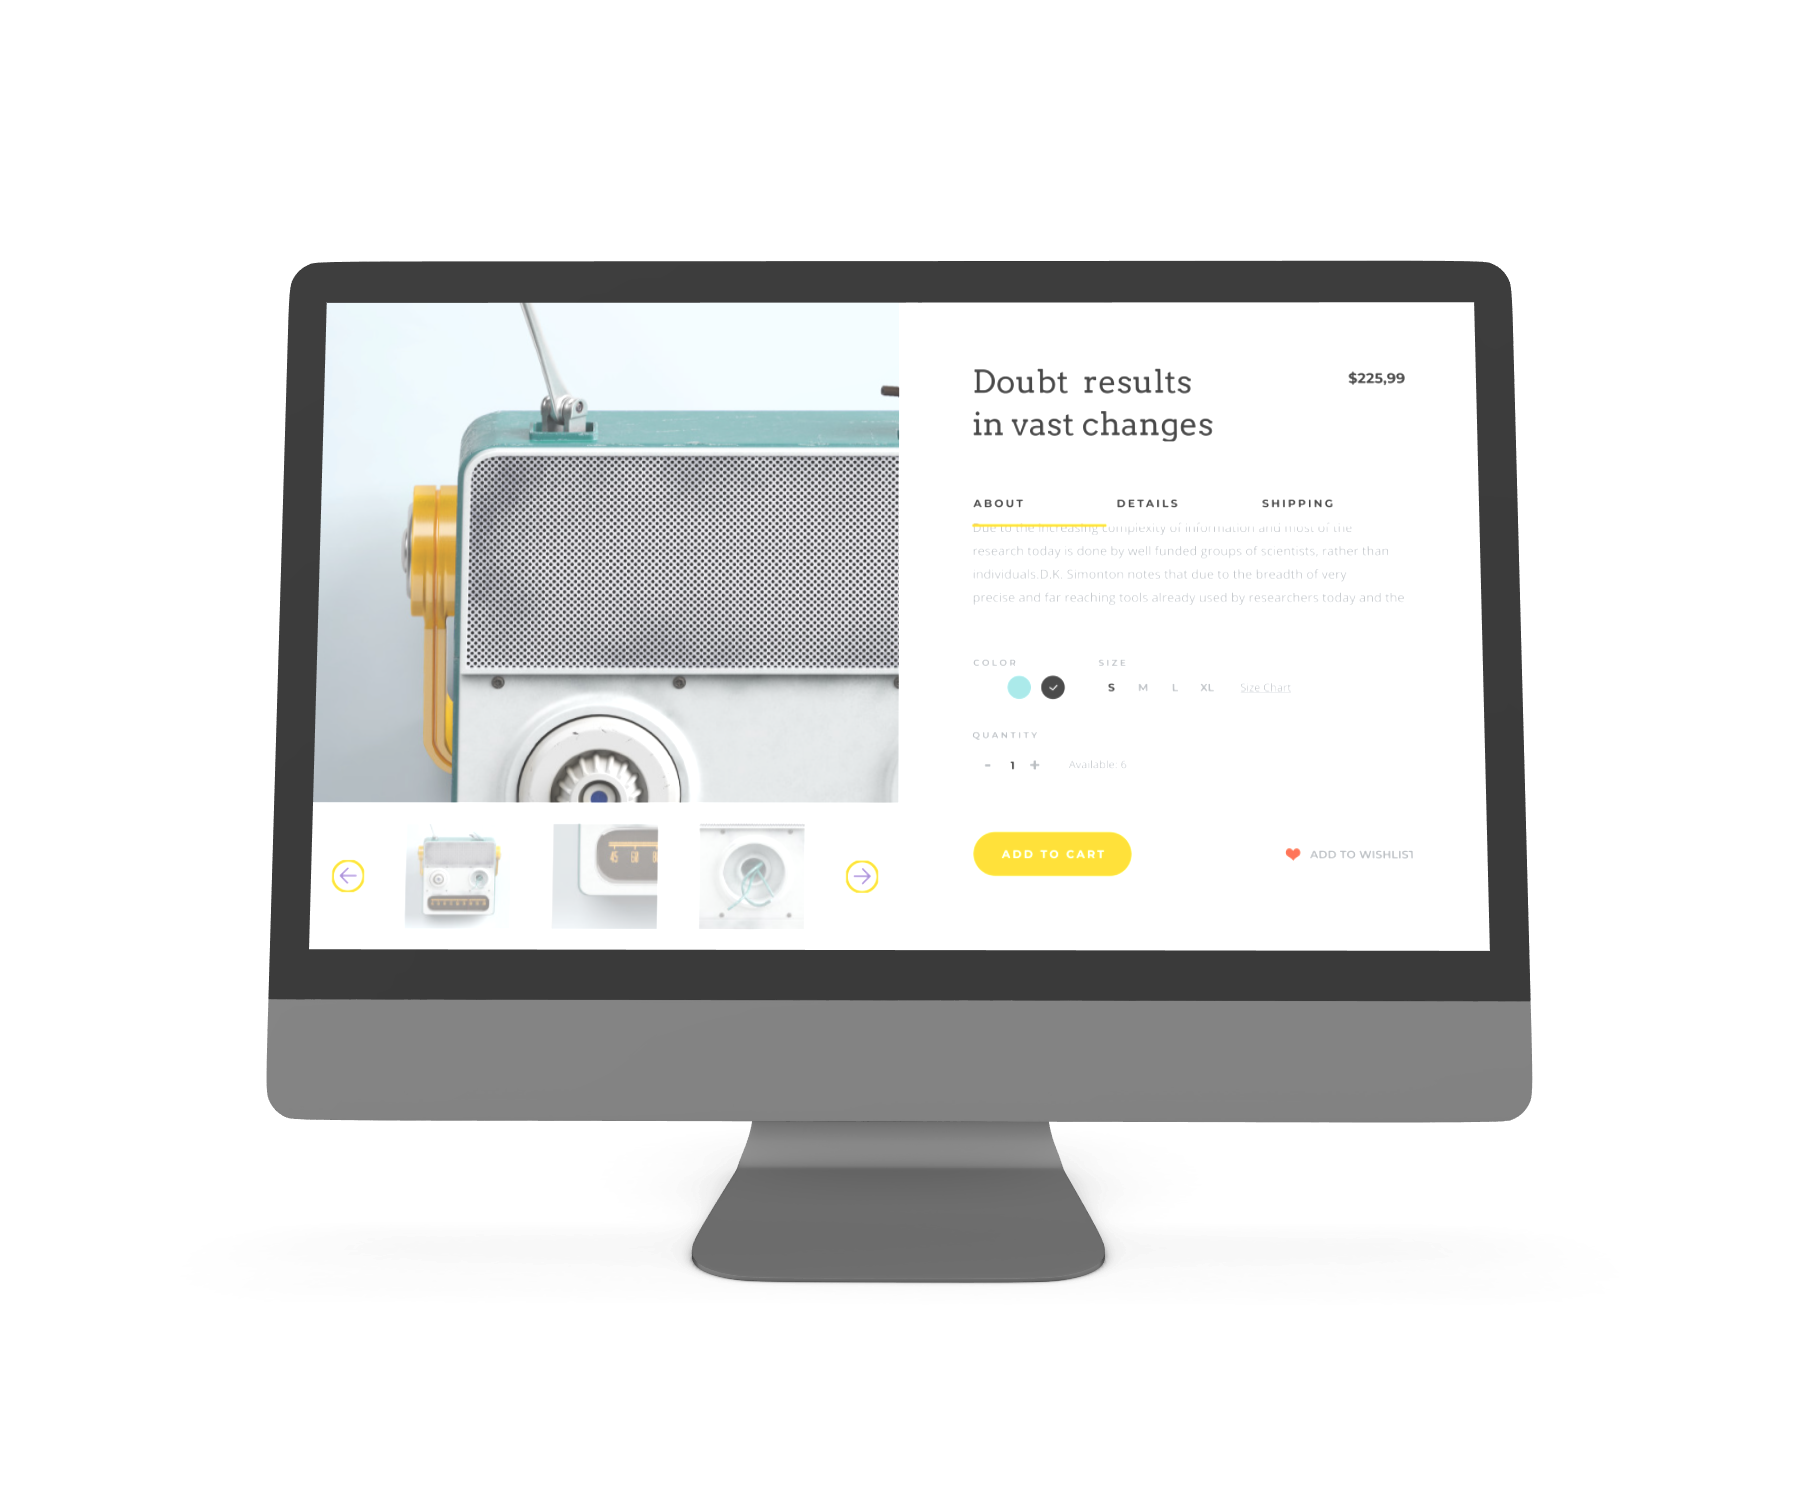 Doubt results
in vast changes
$225,99
ABOUT DETAILS SHIPPING
Due to the increasing complexity of information and most of the
research today is done by well funded groups of scientists, rather than
individuals.D.K. Simonton notes that due to the breadth of very
precise and far reaching tools already used by researchers today and the
COLOR SIZE
S M L XL Size Chart
QUANTITY
- 1 + Available: 6
ADD TO CART
ADD TO WISHLIST
45 60